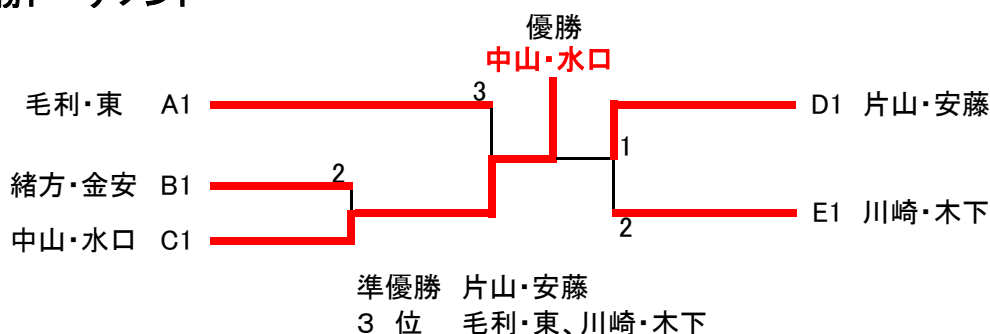 優勝
中山・水口
毛利・東 A1 3
D1 片山・安藤
1
緒方・金安 B1 2
中山・水口 C1
E1 川崎・木下
2
準優勝 片山・安藤
3 位 毛利・東、川崎・木下